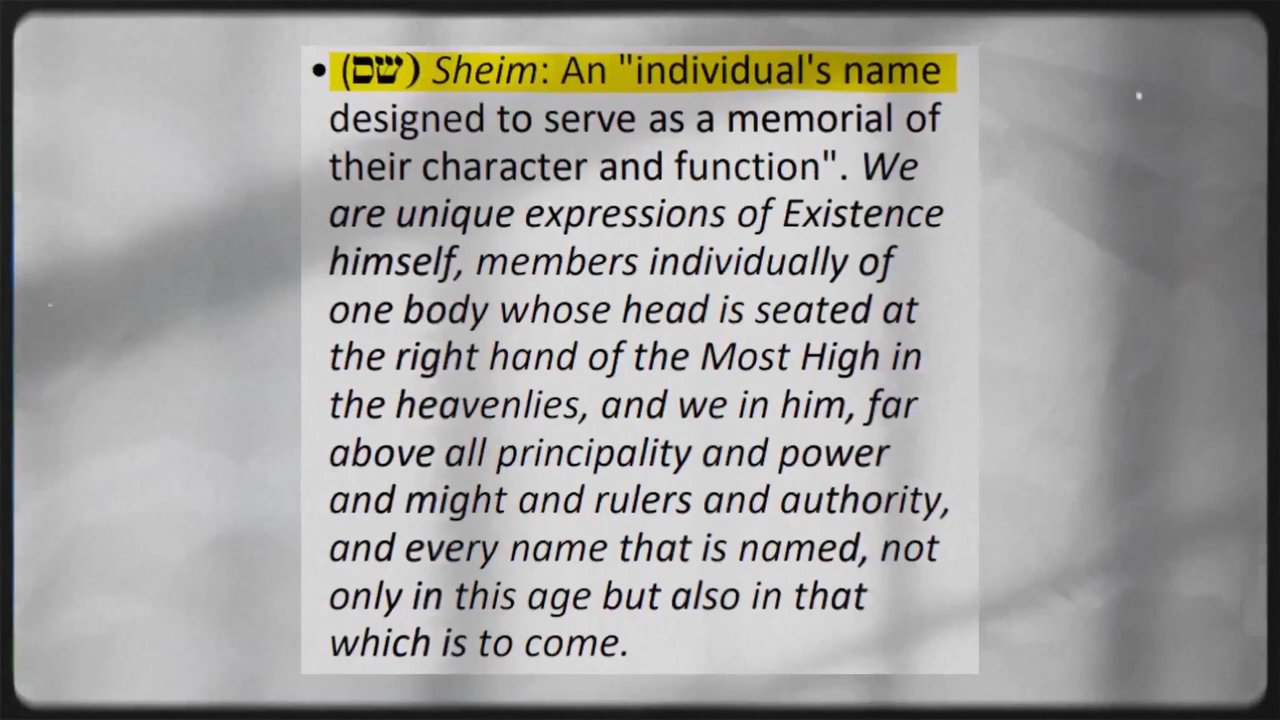 • (שם) Sheim: An "individual's name
designed to serve as a memorial of
their character and function". We
are unique expressions of Existence
himself, members individually of
one body whose head is seated at
the right hand of the Most High in
the heavenlies, and we in him, far
above all principality and power
and might and rulers and authority,
and every name that is named, not
only in this age but also in that
which is to come.